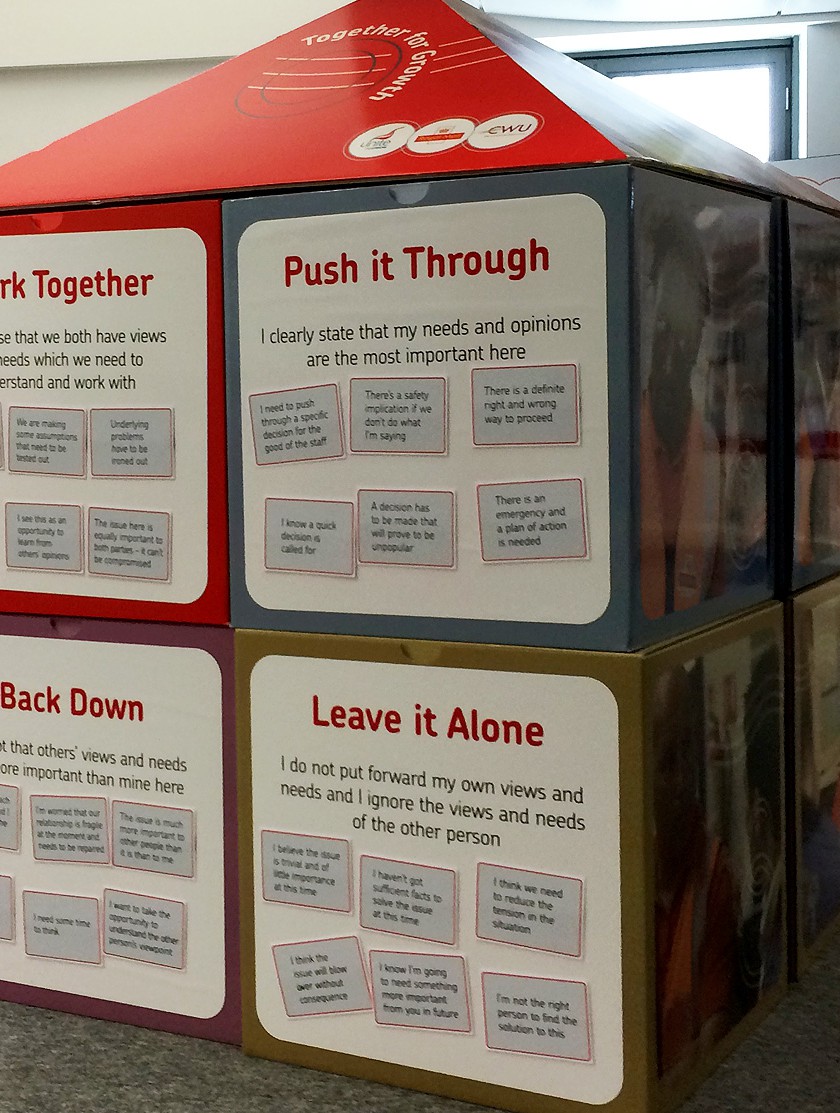 Together for Growth
unite
CWU
rk Together
se that we both have views
needs which we need to
erstand and work with
We are making
some assumptions
that need to be
tested out
Underlying
problems
have to be
ironed out
I see this as an
opportunity to
learn from
others' opinions
The issue here is
equally important to
both parties - it can't
be compromised
Push it Through
I clearly state that my needs and opinions
are the most important here
I need to push
through a specific
decision for the
good of the staff
There's a safety
implication if we
don't do what
I'm saying
There is a definite
right and wrong
way to proceed
I know a quick
decision is
called for
A decision has
to be made that
will prove to be
unpopular
There is an
emergency and
a plan of action
is needed
Back Down
t that others' views and needs
ore important than mine here
I'm worried that our
relationship is fragile
at the moment and
needs to be repaired
The issue is much
more important to
other people than
it is than to me
I need some time
to think
I want to take the
opportunity to
understand the other
person's viewpoint
Leave it Alone
I do not put forward my own views and
needs and I ignore the views and needs
of the other person
I believe the issue
is trivial and of
little importance
at this time
I haven't got
sufficient facts to
solve the issue
at this time
I think we need
to reduce the
tension in the
situation
I think the
issue will blow
over without
consequence
I know I'm going
to need something
more important
from you in future
I'm not the right
person to find the
solution to this